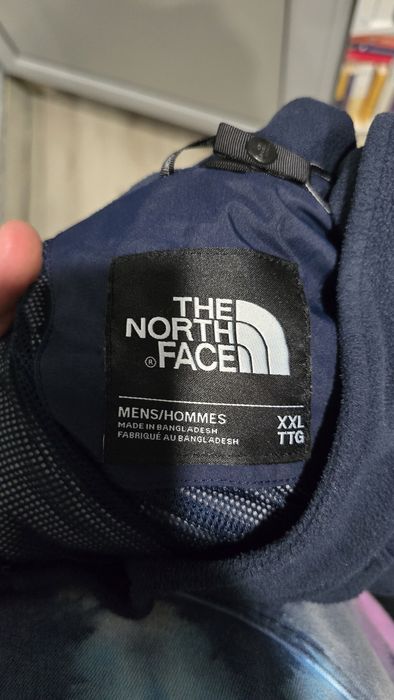 THE
NORTH
® FACE
MENS/HOMMES
MADE IN BANGLADESH
FABRIQUÉ AU BANGLADESH
XXL
TTG